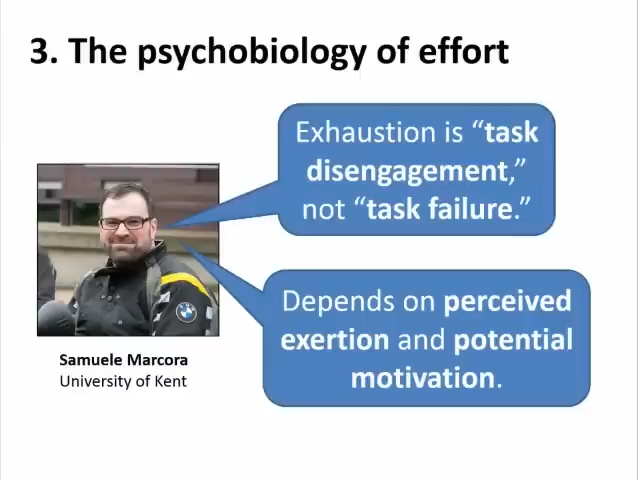 3. The psychobiology of effort
Exhaustion is “task
disengagement,”
not “task failure.”
Depends on perceived
exertion and potential
motivation.
Samuele Marcora
University of Kent